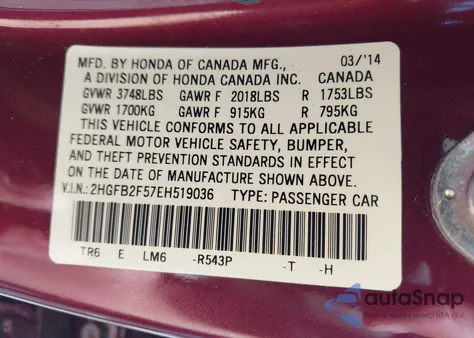 MFD. BY HONDA OF CANADA MFG., 03/'14
A DIVISION OF HONDA CANADA INC. CANADA
GVWR 3748LBS GAWR F 2018LBS R 1753LBS
GVWR 1700KG GAWR F 915KG R 795KG
THIS VEHICLE CONFORMS TO ALL APPLICABLE
FEDERAL MOTOR VEHICLE SAFETY, BUMPER,
AND THEFT PREVENTION STANDARDS IN EFFECT
ON THE DATE OF MANUFACTURE SHOWN ABOVE.
V.I.N.: 2HGFB2F57EH519036 TYPE: PASSENGER CAR
TR6 E LM6 -R543P -T -H
autoSnap